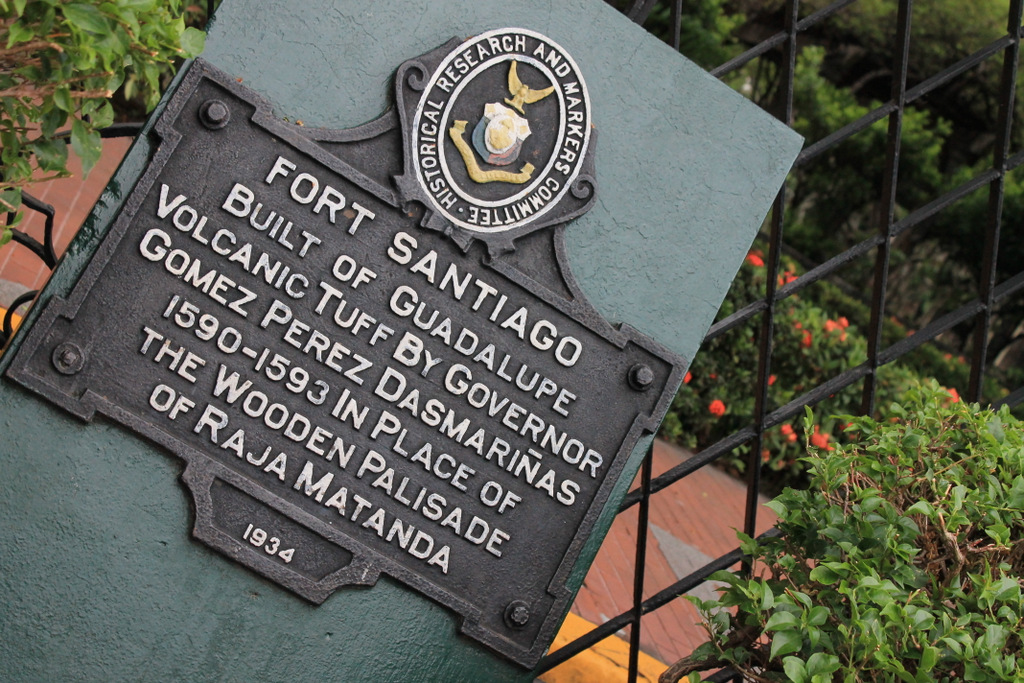 HISTORICAL RESEARCH AND MARKERS COMMITTEE
FORT SANTIAGO
BUILT OF GUADALUPE
VOLCANIC TUFF BY GOVERNOR
GOMEZ PEREZ DASMARIÑAS
1590-1593 IN PLACE OF
THE WOODEN PALISADE
OF RAJA MATANDA
1934